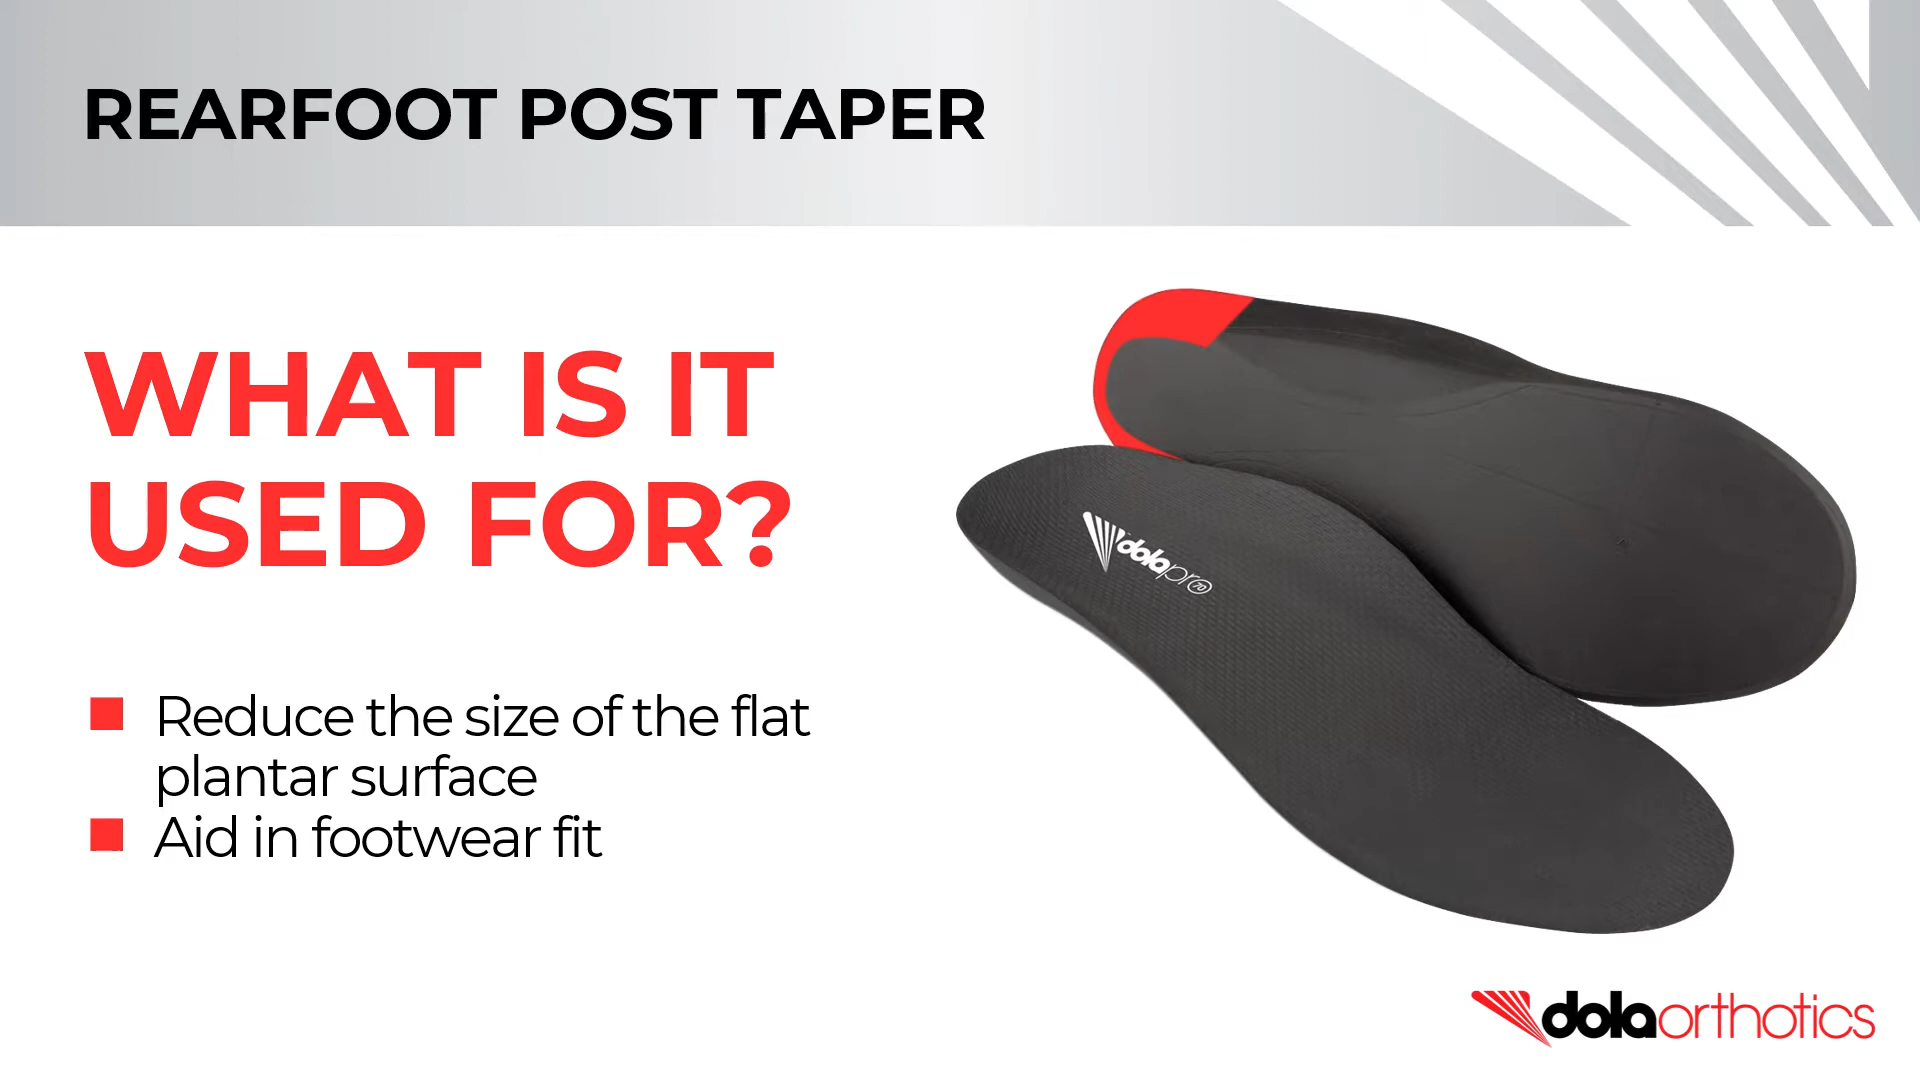 REARFOOT POST TAPER
WHAT IS IT
USED FOR?
Reduce the size of the flat
plantar surface
Aid in footwear fit
dolapro70
dolaorthotics